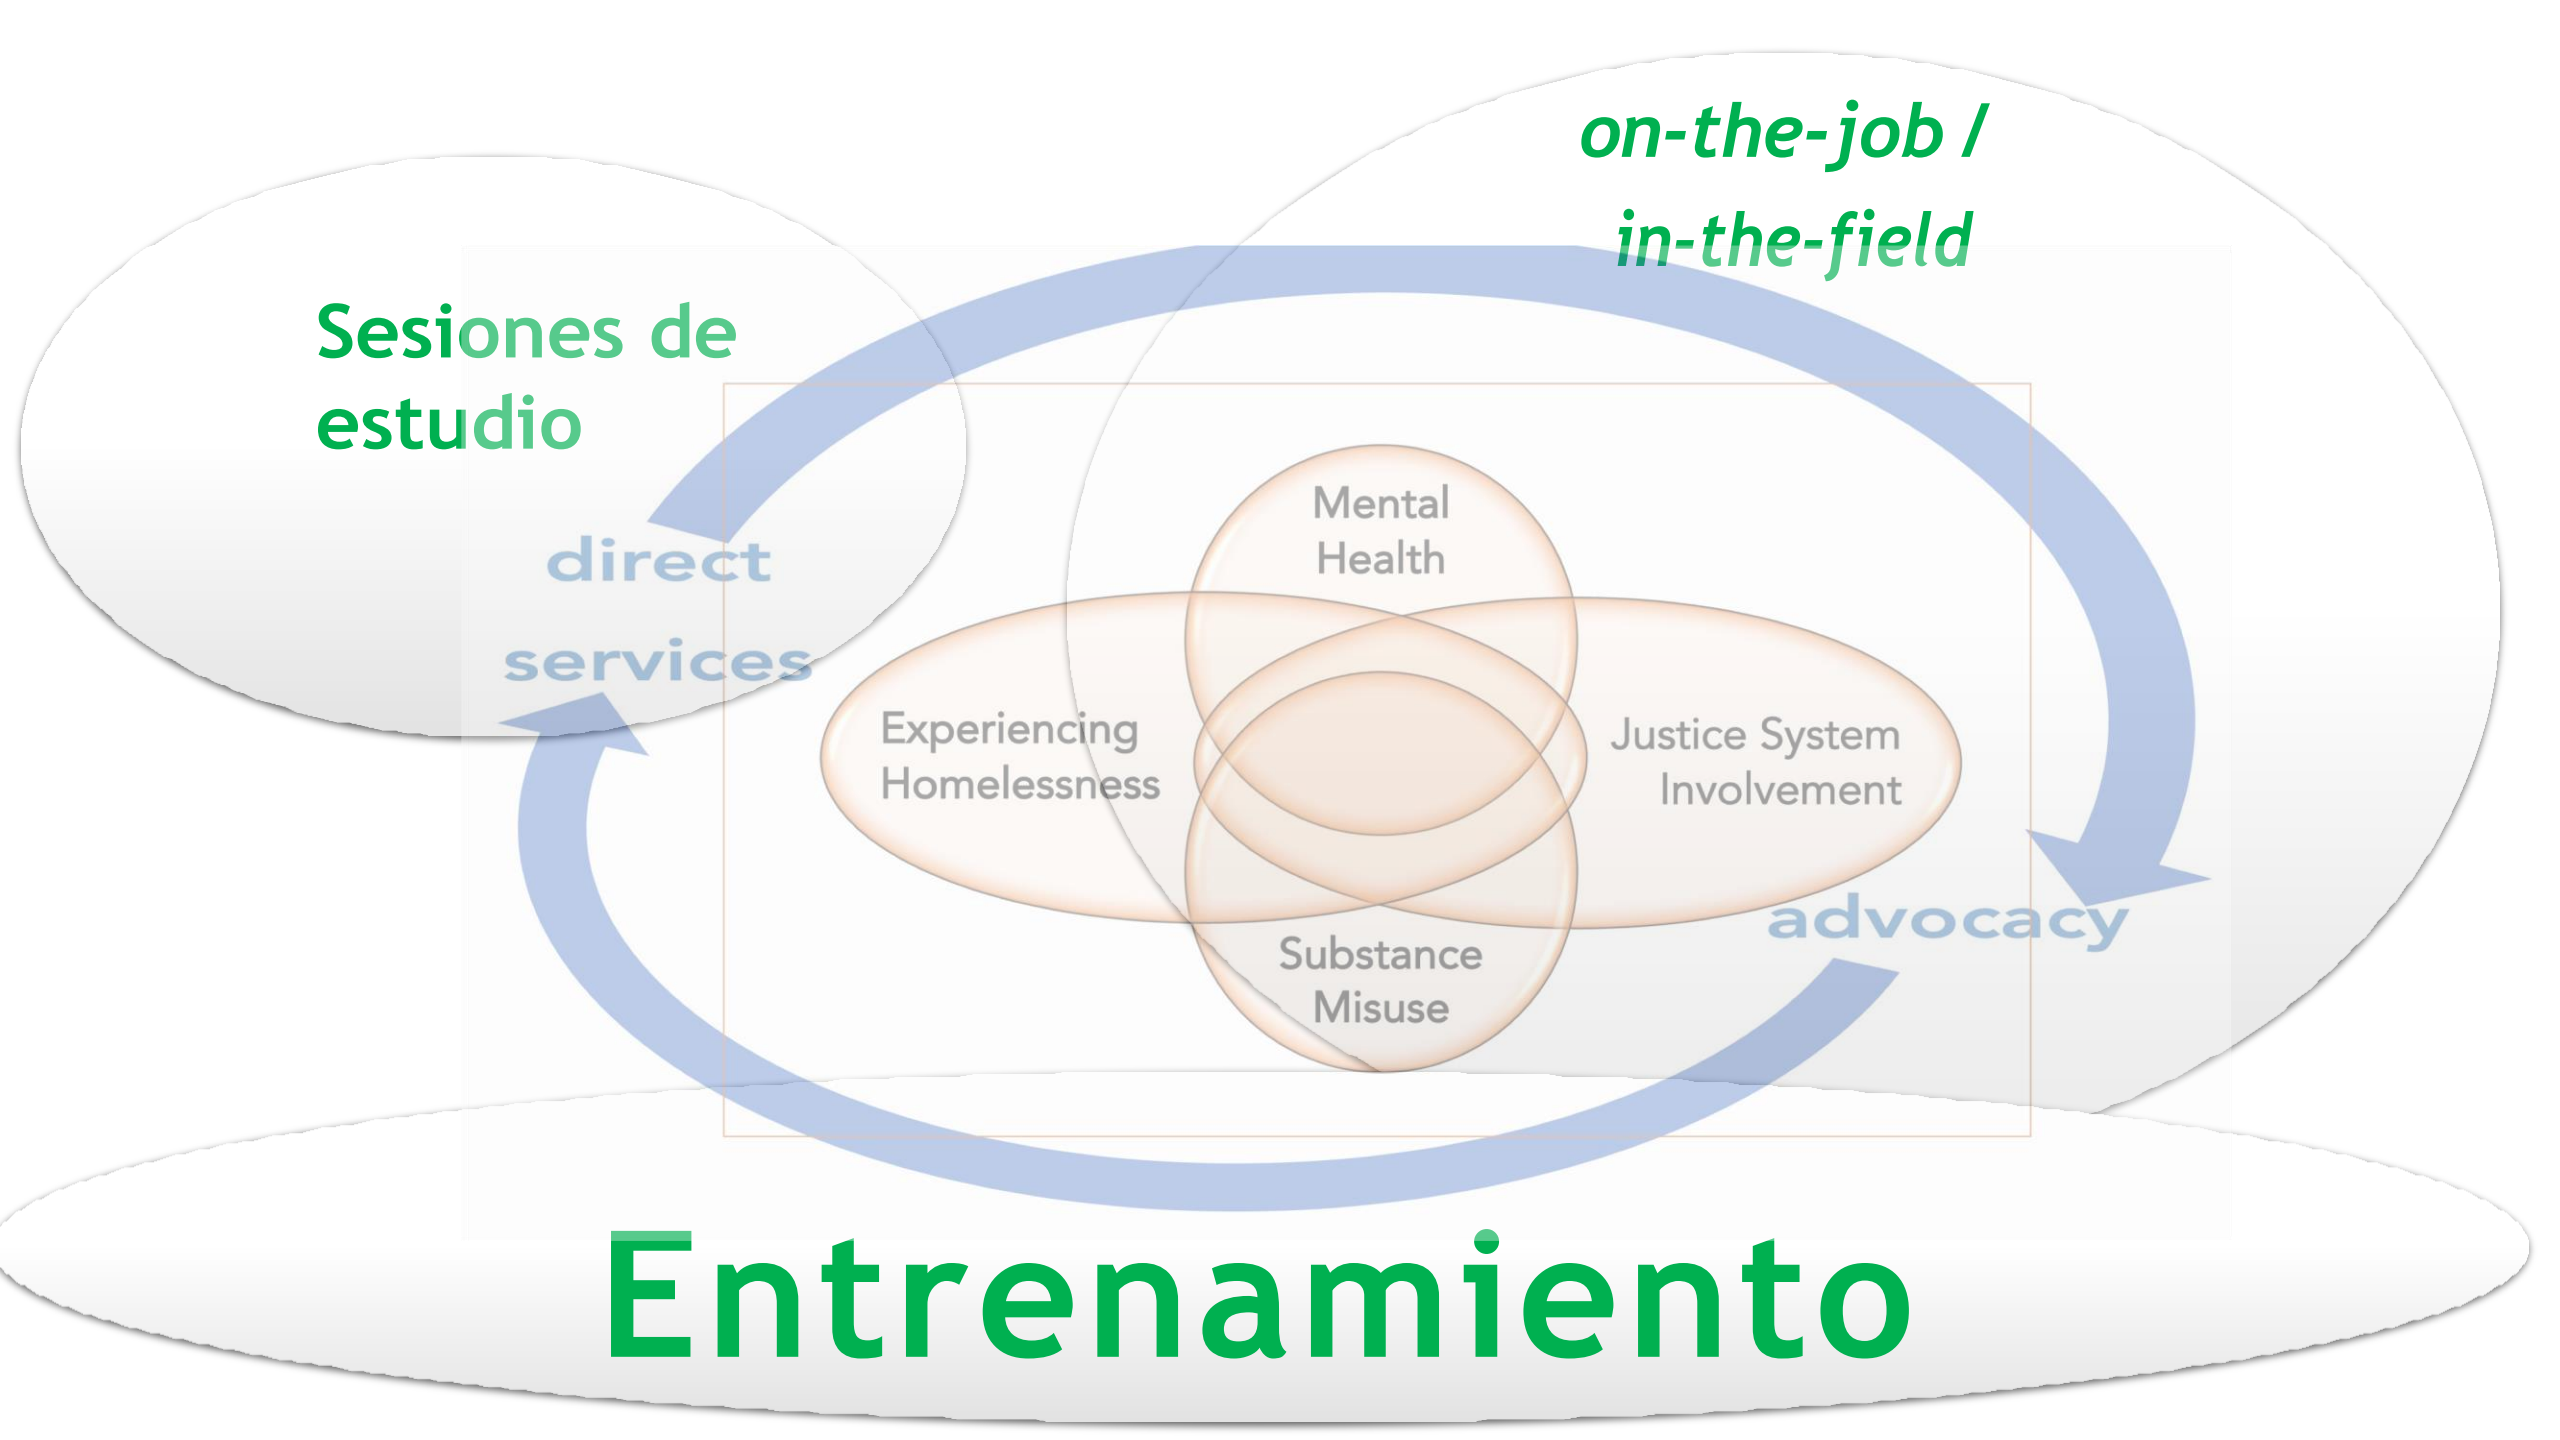 on-the-job /
in-the-field
Sesiones de
estudio
direct
services
Mental
Health
Experiencing
Homelessness
Justice System
Involvement
advocacy
Substance
Misuse
Entrenamiento